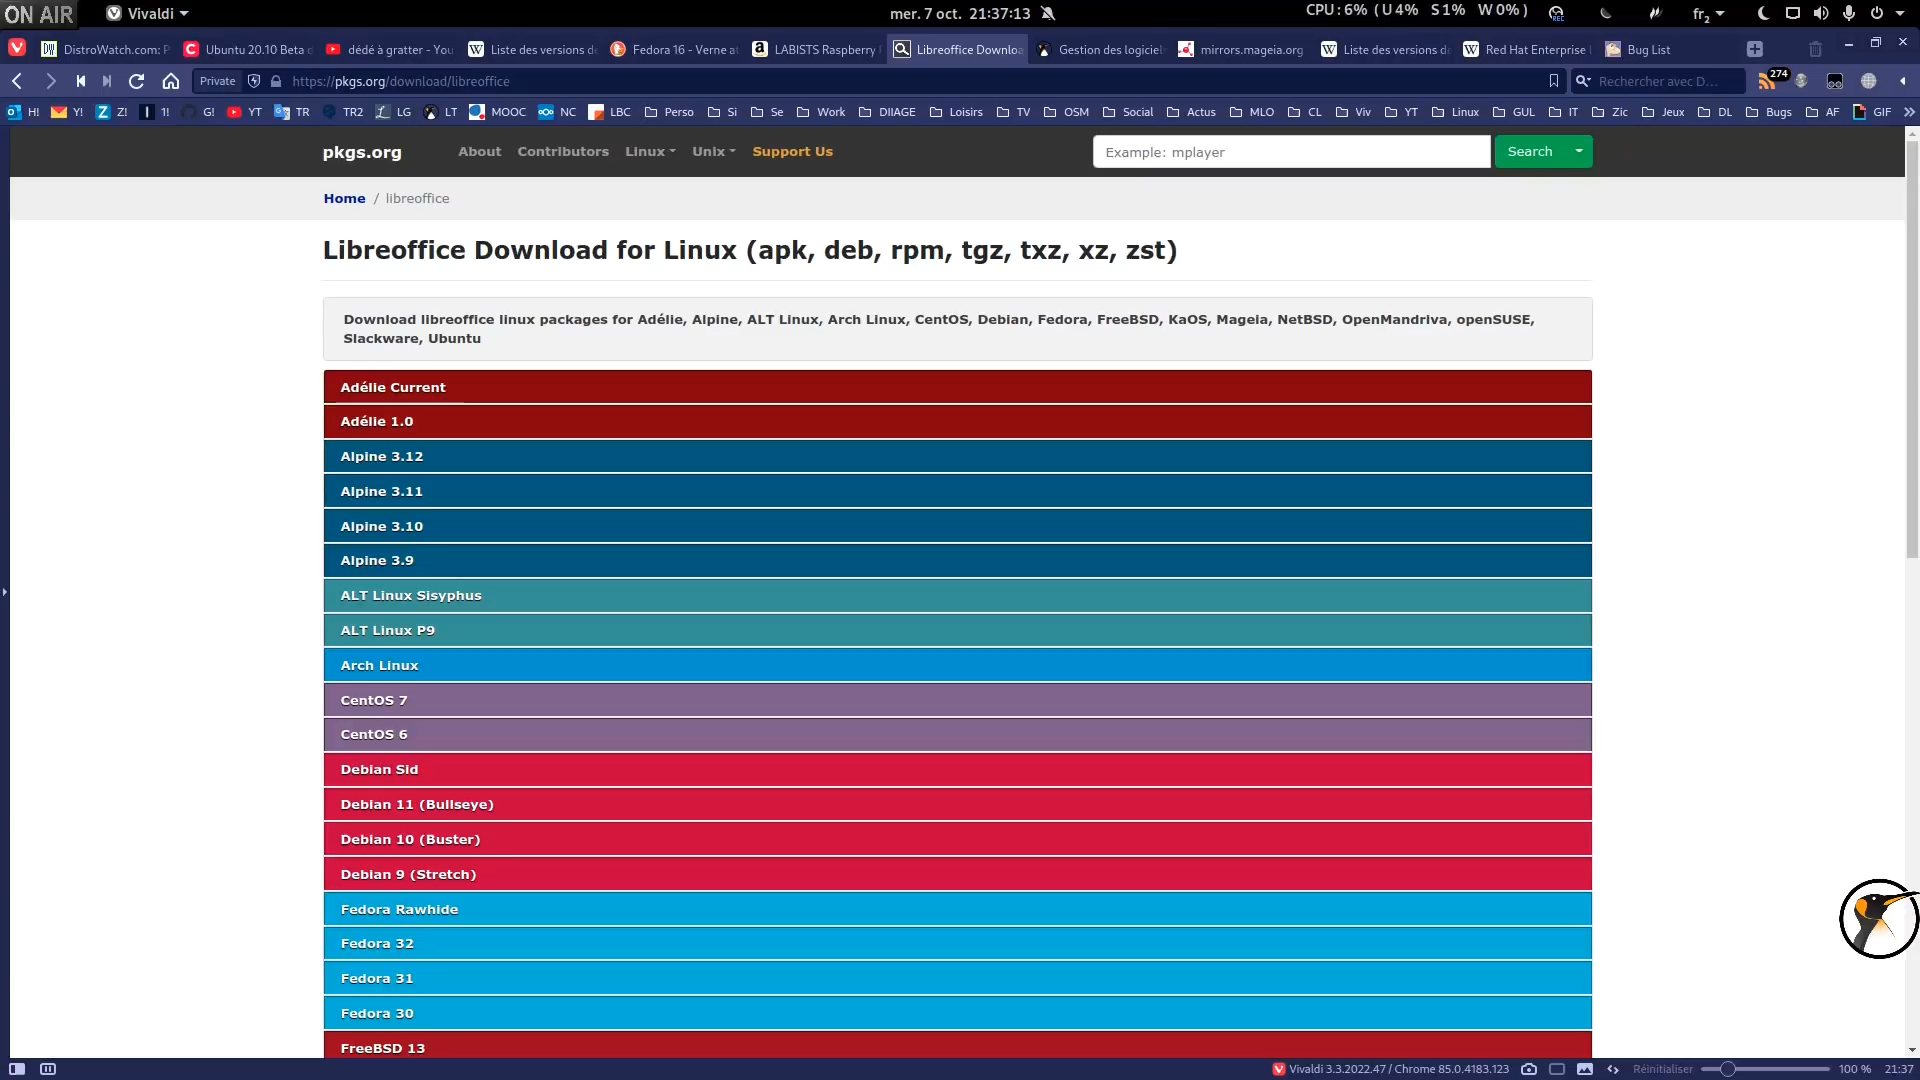 ON AIR
Vivaldi
mer. 7 oct. 21:37:13
CPU : 6% ( U 4% S 1% W 0% )
fr₂
DistroWatch.com: P
Ubuntu 20.10 Beta d
dédé à gratter - You
Liste des versions de
Fedora 16 - Verne at
LABISTS Raspberry
Libreoffice Downloa
Gestion des logiciel
mirrors.mageia.org
Liste des versions de
Red Hat Enterprise
Bug List
Private
https://pkgs.org/download/libreoffice
Rechercher avec D...
274
H! Y! Z! 1! G! YT TR TR2 LG LT MOOC NC LBC Perso Si Se Work DIIAGE Loisirs TV OSM Social Actus MLO CL Viv YT Linux GUL IT Zic Jeux DL Bugs AF GIF
pkgs.org
About Contributors Linux Unix Support Us
Example: mplayer
Search
Home / libreoffice
Libreoffice Download for Linux (apk, deb, rpm, tgz, txz, xz, zst)
Download libreoffice linux packages for Adélie, Alpine, ALT Linux, Arch Linux, CentOS, Debian, Fedora, FreeBSD, KaOS, Mageia, NetBSD, OpenMandriva, openSUSE,
Slackware, Ubuntu
Adélie Current
Adélie 1.0
Alpine 3.12
Alpine 3.11
Alpine 3.10
Alpine 3.9
ALT Linux Sisyphus
ALT Linux P9
Arch Linux
CentOS 7
CentOS 6
Debian Sid
Debian 11 (Bullseye)
Debian 10 (Buster)
Debian 9 (Stretch)
Fedora Rawhide
Fedora 32
Fedora 31
Fedora 30
FreeBSD 13
Vivaldi 3.3.2022.47 / Chrome 85.0.4183.123
Réinitialiser
100 %
21:37